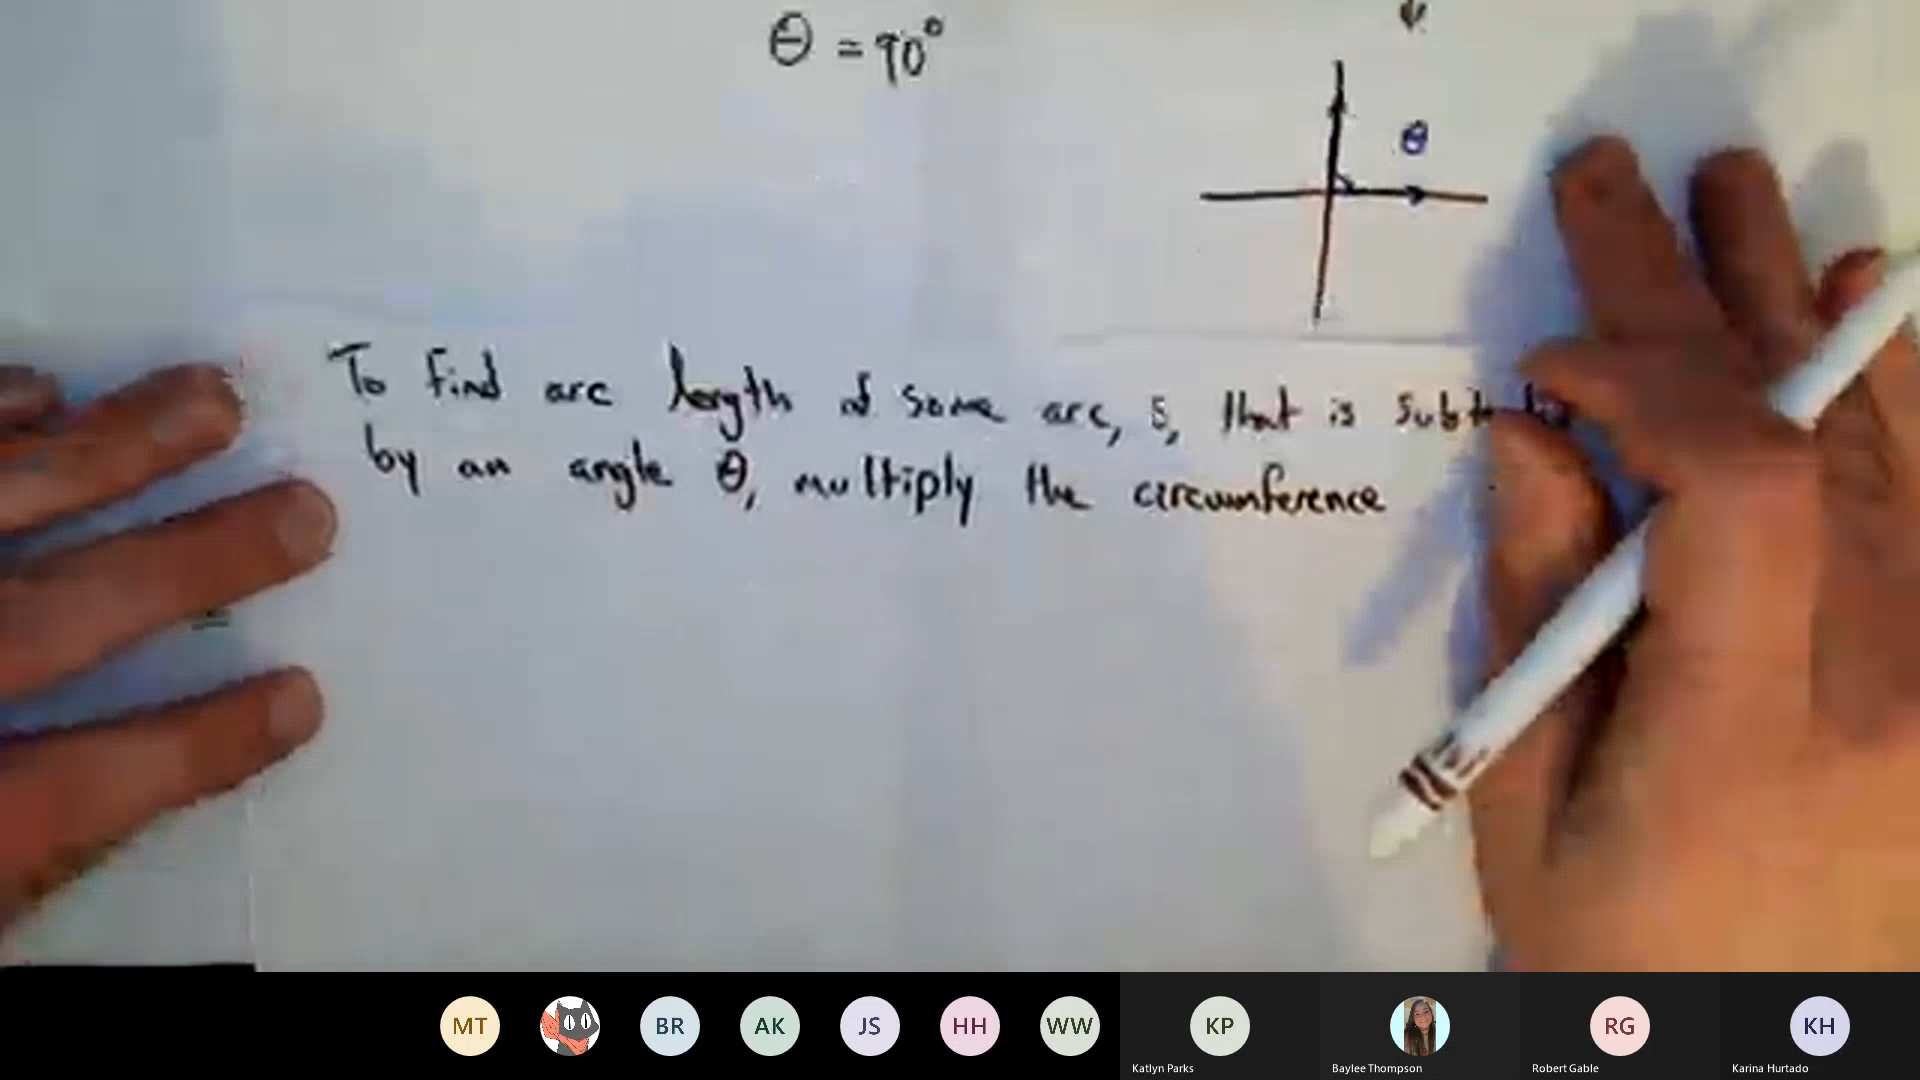 θ = 90°
θ
To find arc length of some arc, s, that is
by an angle θ, multiply the circumference
MT
BR
AK
JS
HH
WW
KP
RG
KH
Katlyn Parks
Baylee Thompson
Robert Gable
Karina Hurtado